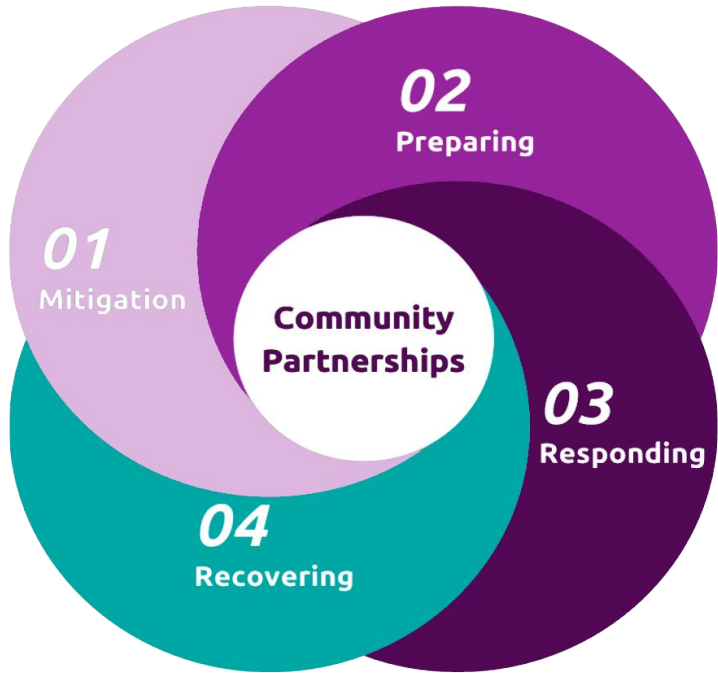 01
Mitigation
02
Preparing
03
Responding
04
Recovering
Community
Partnerships